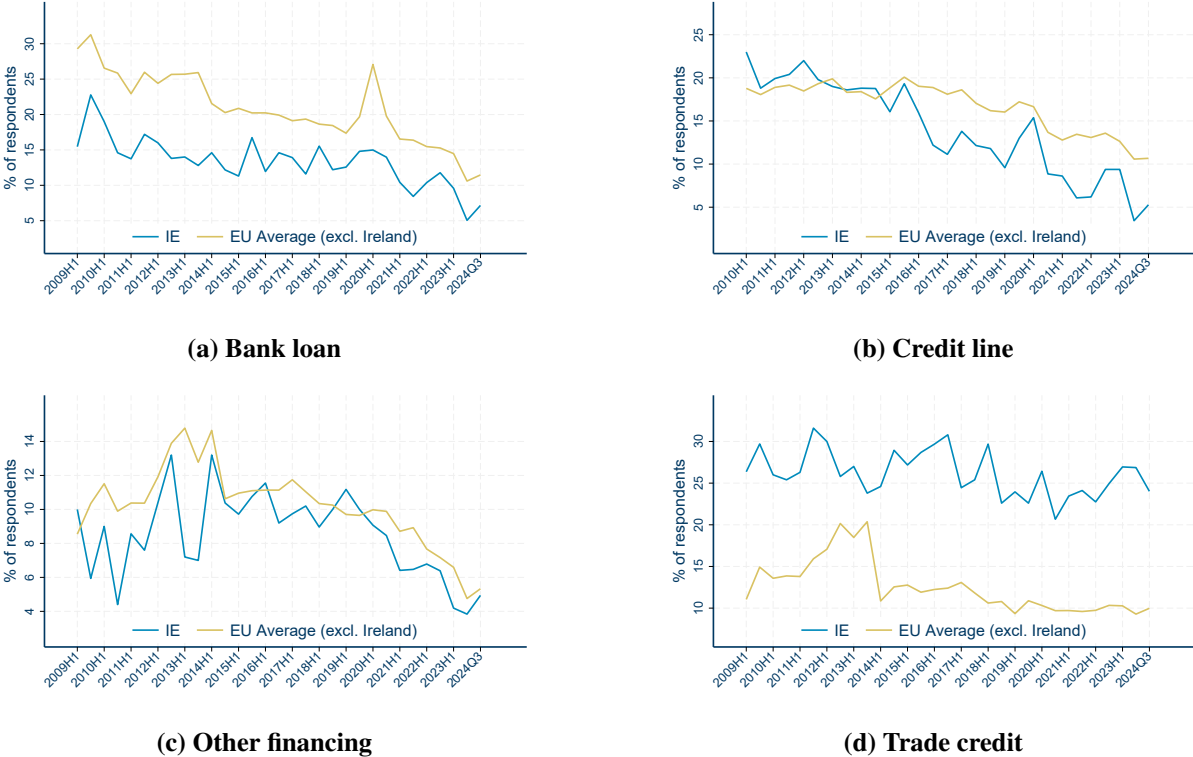 % of respondents
30
25
20
15
10
5
IE
EU Average (excl. Ireland)
2009H1
2010H1
2011H1
2012H1
2013H1
2014H1
2015H1
2016H1
2017H1
2018H1
2019H1
2020H1
2021H1
2022H1
2023H1
2024Q3
(a) Bank loan
% of respondents
25
20
15
10
5
IE
EU Average (excl. Ireland)
2010H1
2011H1
2012H1
2013H1
2014H1
2015H1
2016H1
2017H1
2018H1
2019H1
2020H1
2021H1
2022H1
2023H1
2024Q3
(b) Credit line
% of respondents
14
12
10
8
6
4
IE
EU Average (excl. Ireland)
2009H1
2010H1
2011H1
2012H1
2013H1
2014H1
2015H1
2016H1
2017H1
2018H1
2019H1
2020H1
2021H1
2022H1
2023H1
2024Q3
(c) Other financing
% of respondents
30
25
20
15
10
IE
EU Average (excl. Ireland)
2009H1
2010H1
2011H1
2012H1
2013H1
2014H1
2015H1
2016H1
2017H1
2018H1
2019H1
2020H1
2021H1
2022H1
2023H1
2024Q3
(d) Trade credit